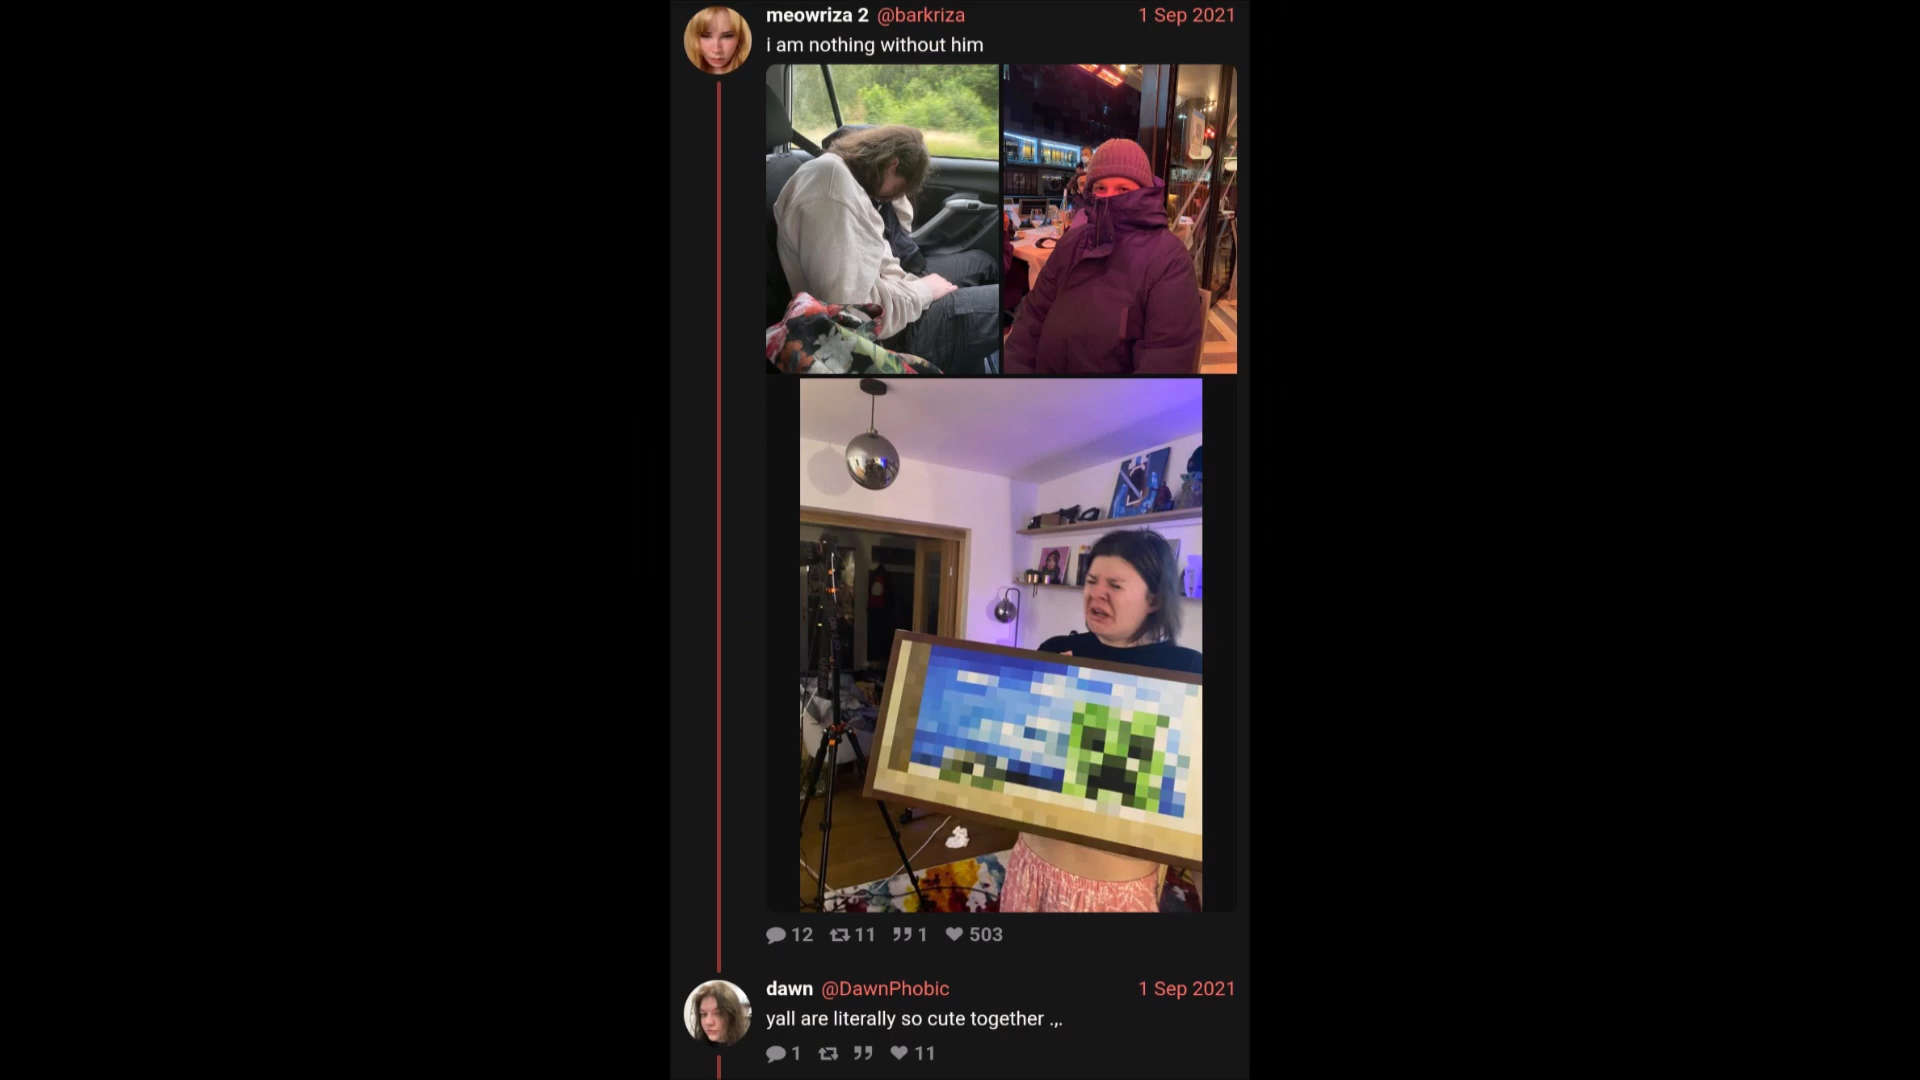 meowriza 2 @barkriza 1 Sep 2021
i am nothing without him
12 11 1 503
dawn @DawnPhobic 1 Sep 2021
yall are literally so cute together .,.
1 11